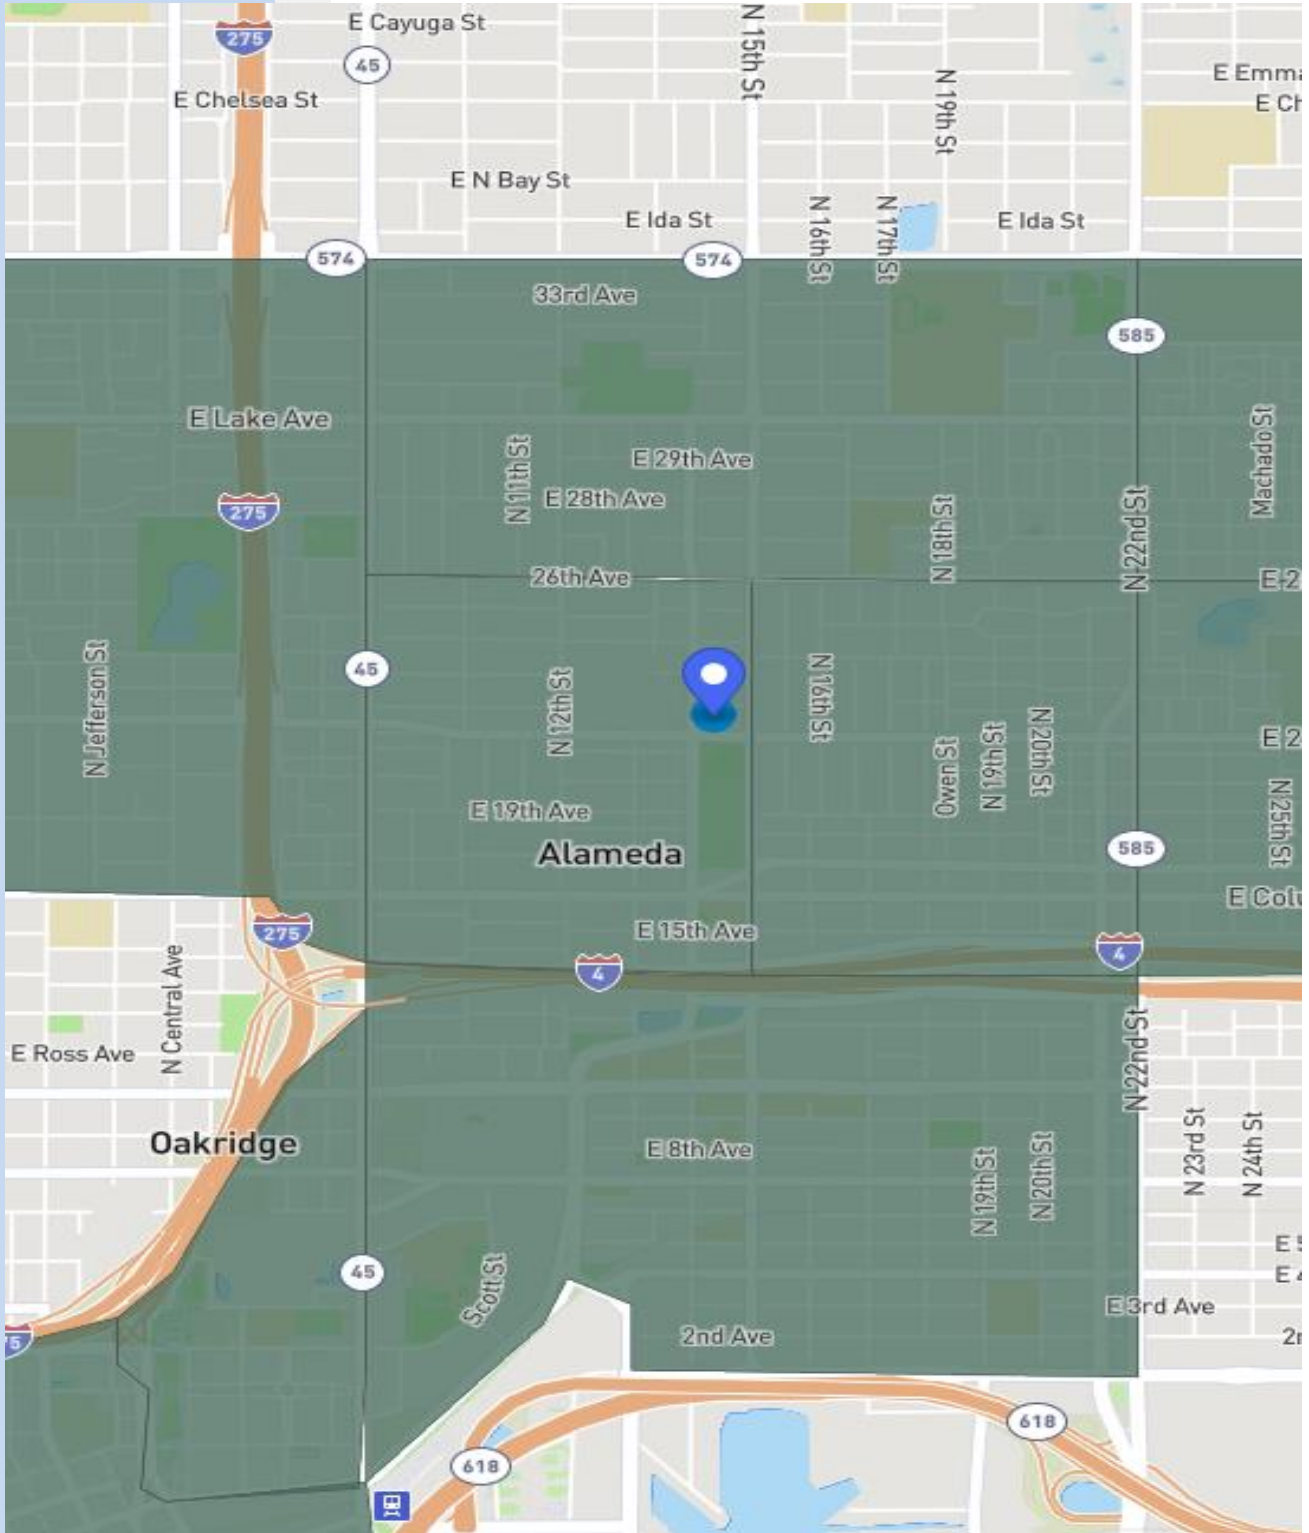 E Cayuga St
275
45
N 15th St
E Chelsea St
N 19th St
E N Bay St
E Ida St
N 16th St
N 17th St
E Ida St
574
574
33rd Ave
585
E Lake Ave
N 11th St
E 29th Ave
E 28th Ave
275
N 18th St
N 22nd St
Machado St
26th Ave
E 2
N Jefferson St
45
N 12th St
N 16th St
Owen St
N 19th St
N 20th St
E 2
N 25th St
E 19th Ave
Alameda
585
E Colu
275
E 15th Ave
4
4
N Central Ave
E Ross Ave
N 22nd St
Oakridge
E 8th Ave
N 19th St
N 20th St
N 23rd St
N 24th St
45
Scott St
E 3rd Ave
2nd Ave
618
618